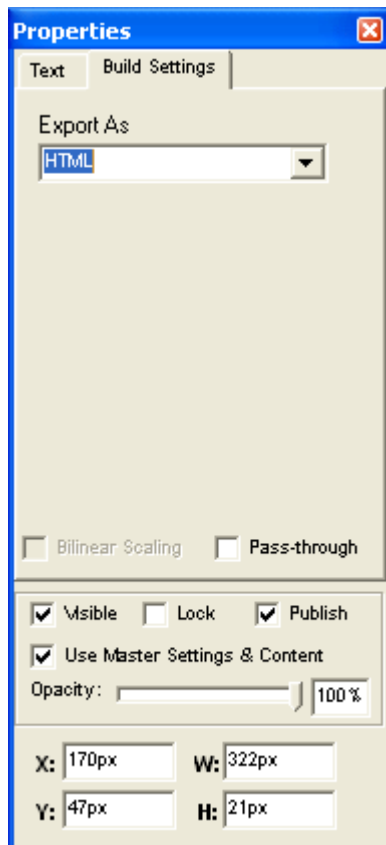 Properties
Text Build Settings
Export As
HTML
Bilinear Scaling Pass-through
Visible Lock Publish
Use Master Settings & Content
Opacity: 100%
X: 170px W: 322px
Y: 47px H: 21px